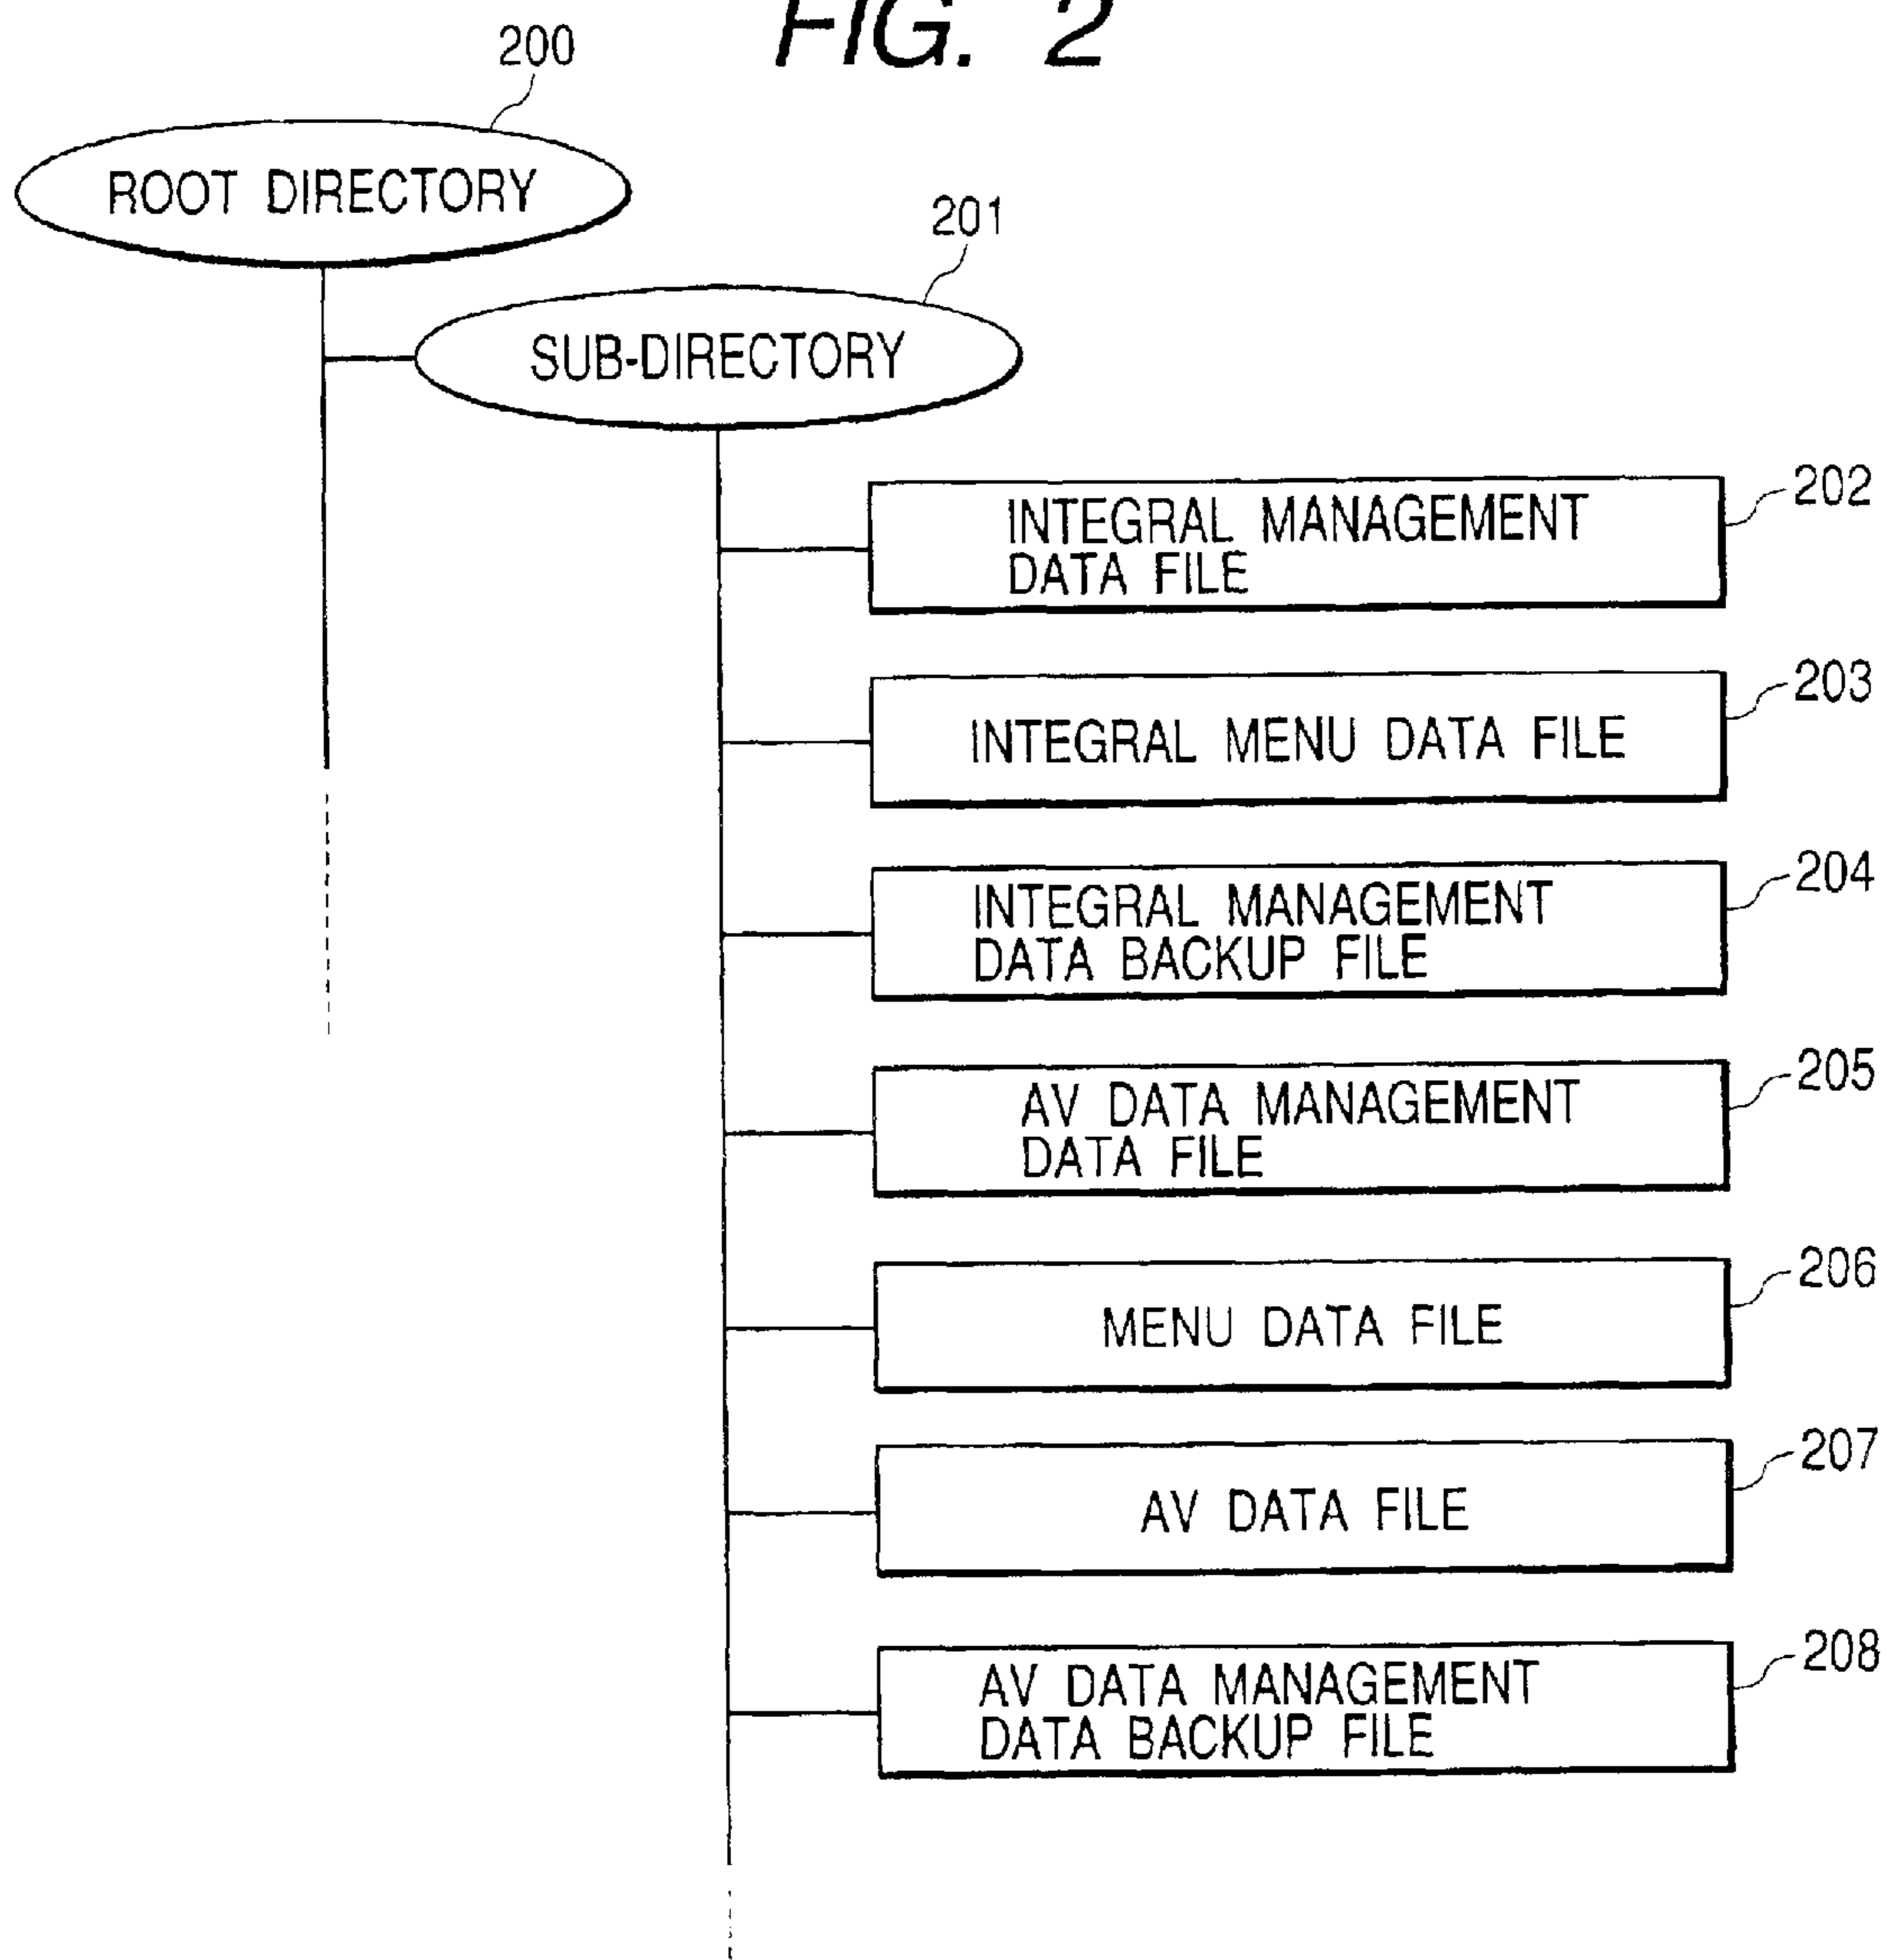 FIG. 2
200
ROOT DIRECTORY
201
SUB-DIRECTORY
202
INTEGRAL MANAGEMENT
DATA FILE
203
INTEGRAL MENU DATA FILE
204
INTEGRAL MANAGEMENT
DATA BACKUP FILE
205
AV DATA MANAGEMENT
DATA FILE
206
MENU DATA FILE
207
AV DATA FILE
208
AV DATA MANAGEMENT
DATA BACKUP FILE